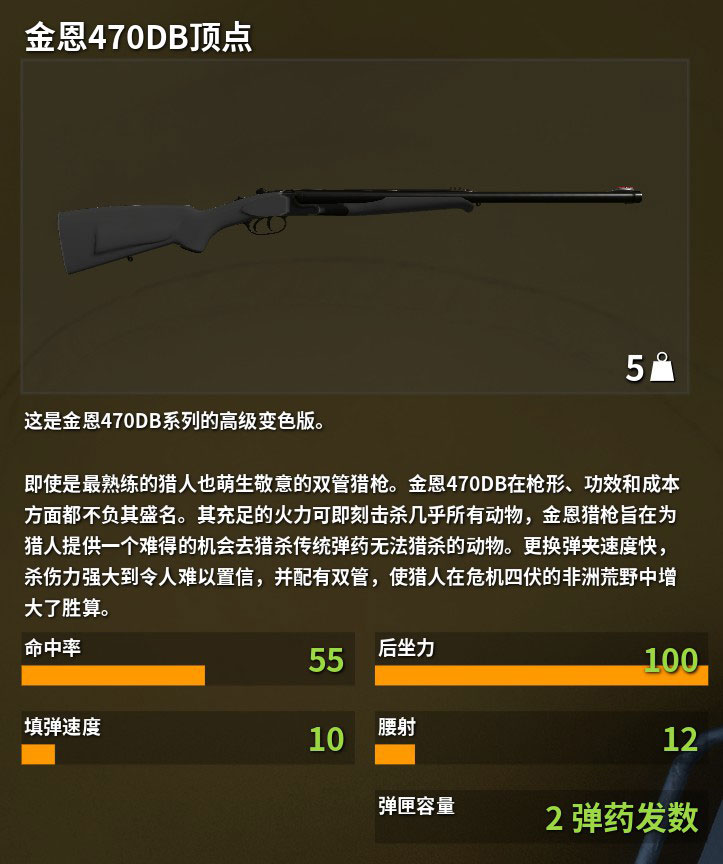 金恩470DB顶点
5
这是金恩470DB系列的高级变色版。
即使是最熟练的猎人也萌生敬意的双管猎枪。金恩470DB在枪形、功效和成本
方面都不负其盛名。其充足的火力可即刻击杀几乎所有动物，金恩猎枪旨在为
猎人提供一个难得的机会去猎杀传统弹药无法猎杀的动物。更换弹夹速度快，
杀伤力强大到令人难以置信，并配有双管，使猎人在危机四伏的非洲荒野中增
大了胜算。
命中率 55
后坐力 100
填弹速度 10
腰射 12
弹匣容量 2 弹药发数